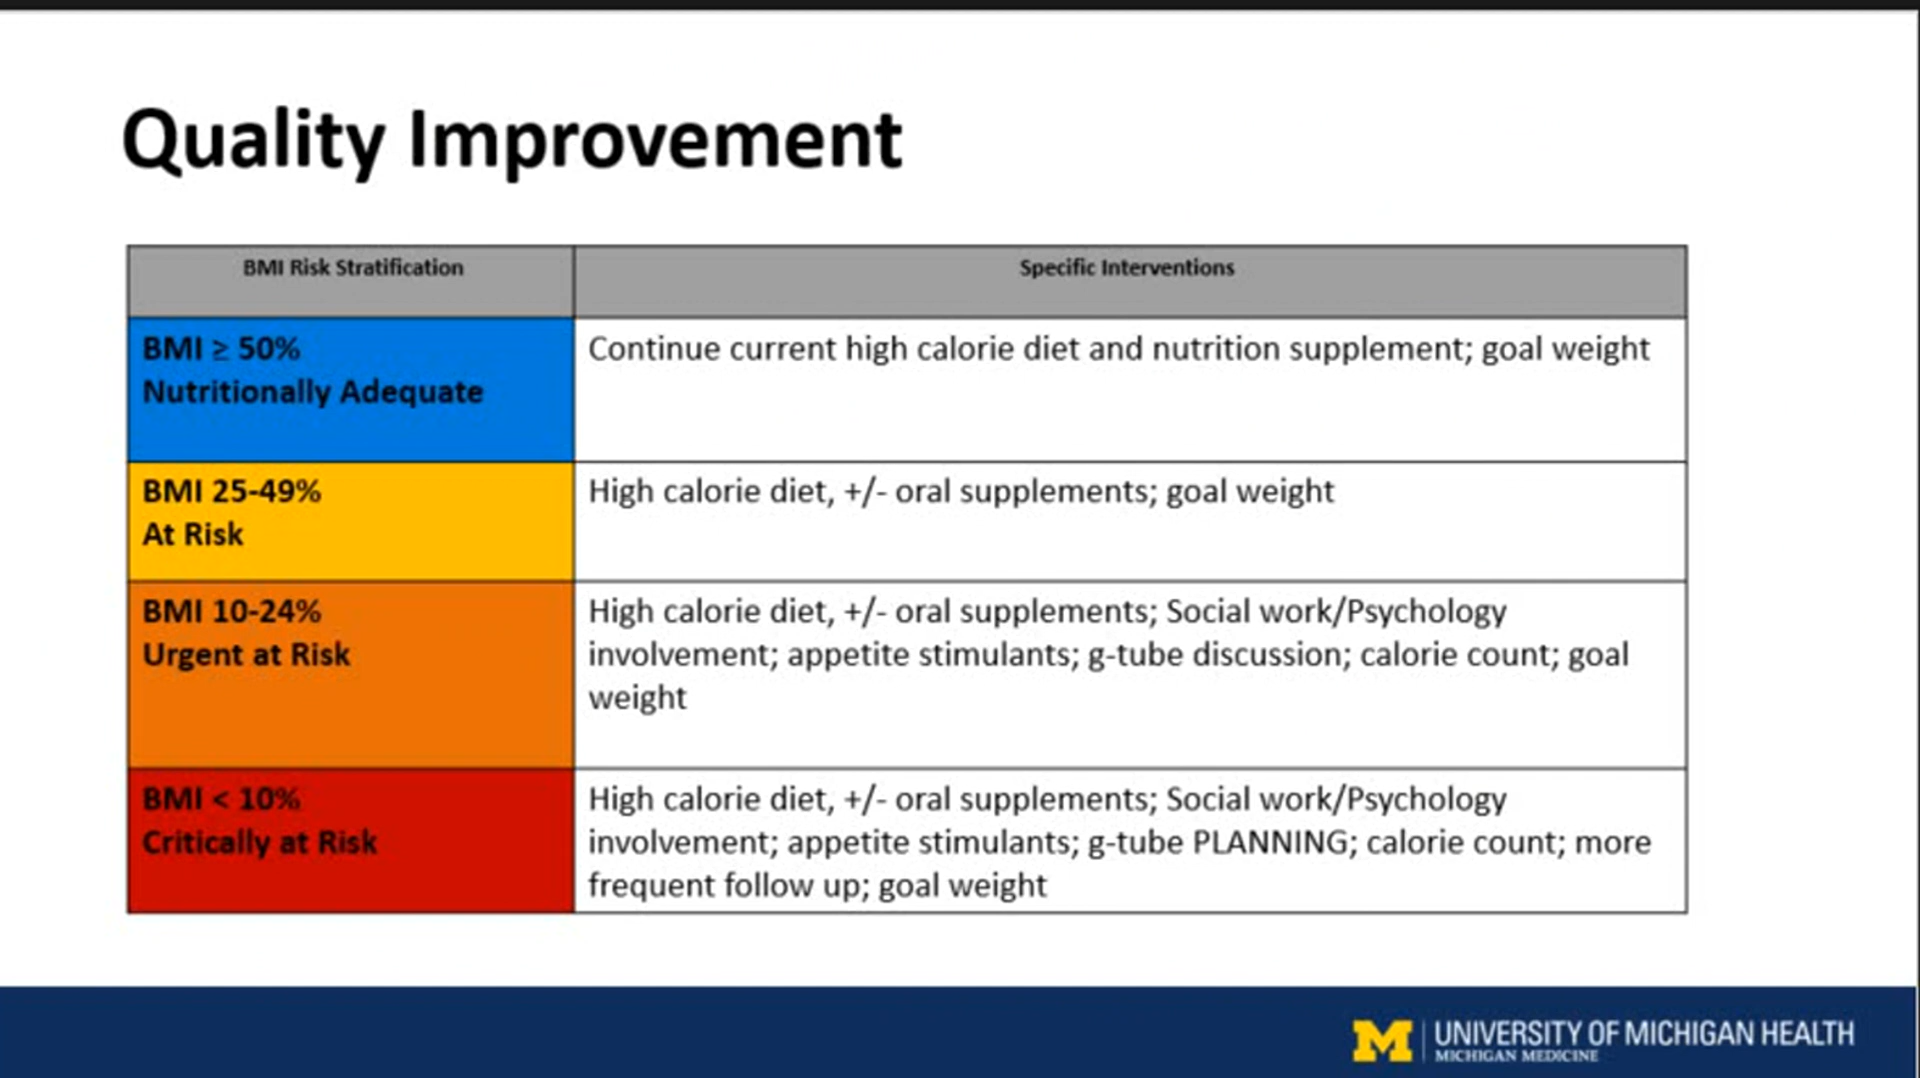 Quality Improvement
BMI Risk Stratification
Specific Interventions
BMI ≥ 50%
Nutritionally Adequate
Continue current high calorie diet and nutrition supplement; goal weight
BMI 25-49%
At Risk
High calorie diet, +/- oral supplements; goal weight
BMI 10-24%
Urgent at Risk
High calorie diet, +/- oral supplements; Social work/Psychology
involvement; appetite stimulants; g-tube discussion; calorie count; goal
weight
BMI < 10%
Critically at Risk
High calorie diet, +/- oral supplements; Social work/Psychology
involvement; appetite stimulants; g-tube PLANNING; calorie count; more
frequent follow up; goal weight
M
UNIVERSITY OF MICHIGAN HEALTH
MICHIGAN MEDICINE